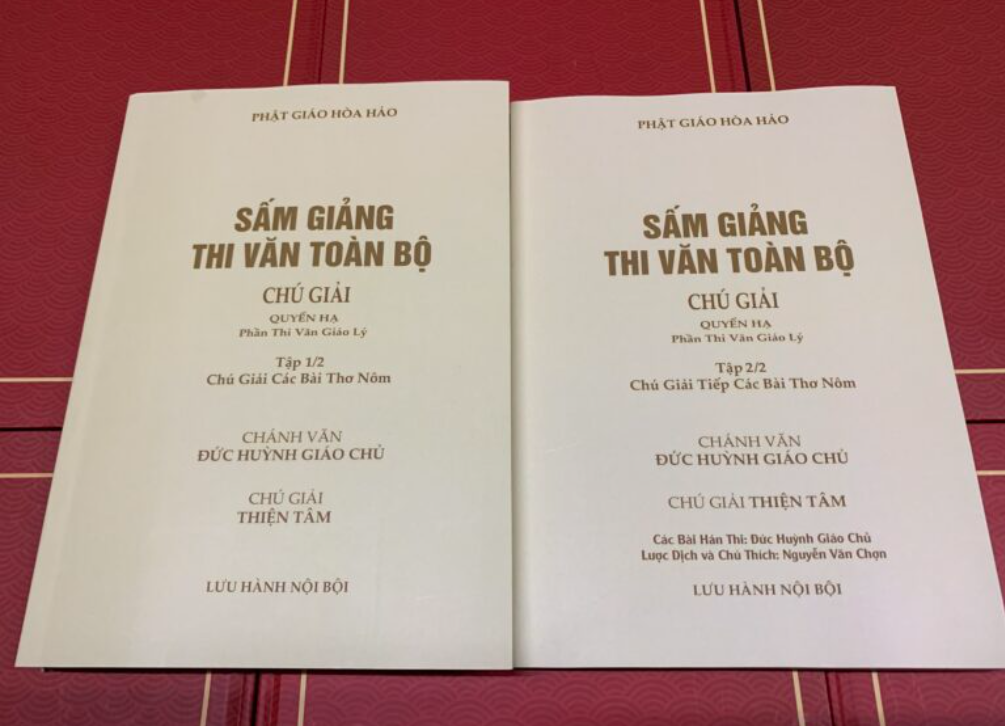 PHẬT GIÁO HÒA HẢO
SẤM GIẢNG
THI VĂN TOÀN BỘ
CHÚ GIẢI
QUYỂN HẠ
Phần Thi Văn Giáo Lý
Tập 1/2
Chú Giải Các Bài Thơ Nôm
CHÁNH VĂN
ĐỨC HUỲNH GIÁO CHỦ
CHÚ GIẢI
THIỆN TÂM
LƯU HÀNH NỘI BỘI
PHẬT GIÁO HÒA HẢO
SẤM GIẢNG
THI VĂN TOÀN BỘ
CHÚ GIẢI
QUYỂN HẠ
Phần Thi Văn Giáo Lý
Tập 2/2
Chú Giải Tiếp Các Bài Thơ Nôm
CHÁNH VĂN
ĐỨC HUỲNH GIÁO CHỦ
CHÚ GIẢI THIỆN TÂM
Các Bài Hán Thi: Đức Huỳnh Giáo Chủ
Lược Dịch và Chú Thích: Nguyễn Văn Chọn
LƯU HÀNH NỘI BỘI